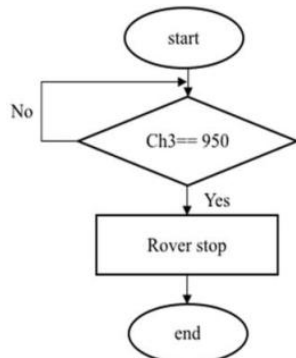 start
No
Ch3== 950
Yes
Rover stop
end